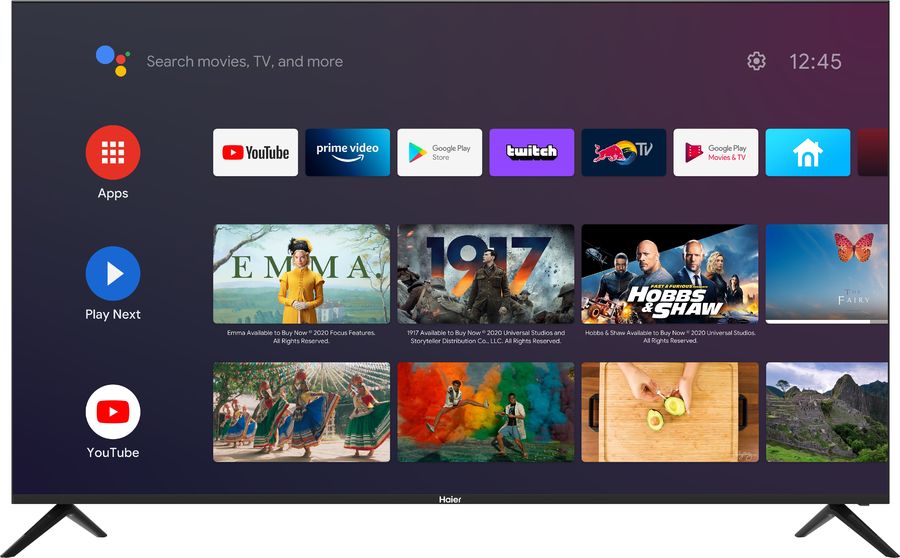 Search movies, TV, and more
12:45
YouTube
prime video
Google Play
Store
twitch
TV
Google Play
Movies & TV
Apps
EMMA.
1917
FAST & FURIOUS
HOBBS
& SHAW
THE
FAIRY
Play Next
Emma Available to Buy Now © 2020 Focus Features.
All Rights Reserved.
1917 Available to Buy Now © 2020 Universal Studios and
Storyteller Distribution Co., LLC. All Rights Reserved.
Hobbs & Shaw Available to Buy Now © 2020 Universal Studios.
All Rights Reserved.
YouTube
Haier